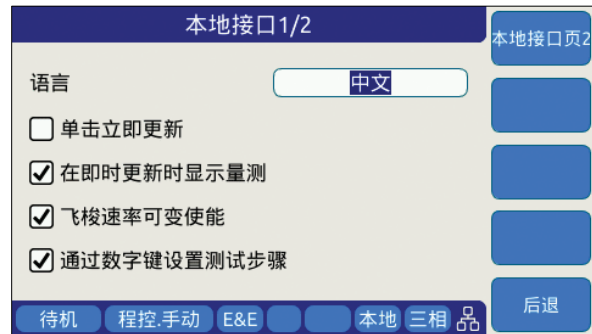 本地接口1/2
本地接口页2
语言
中文
单击立即更新
在即时更新时显示量测
飞梭速率可变使能
通过数字键设置测试步骤
后退
待机 程控.手动 E&E 本地 三相